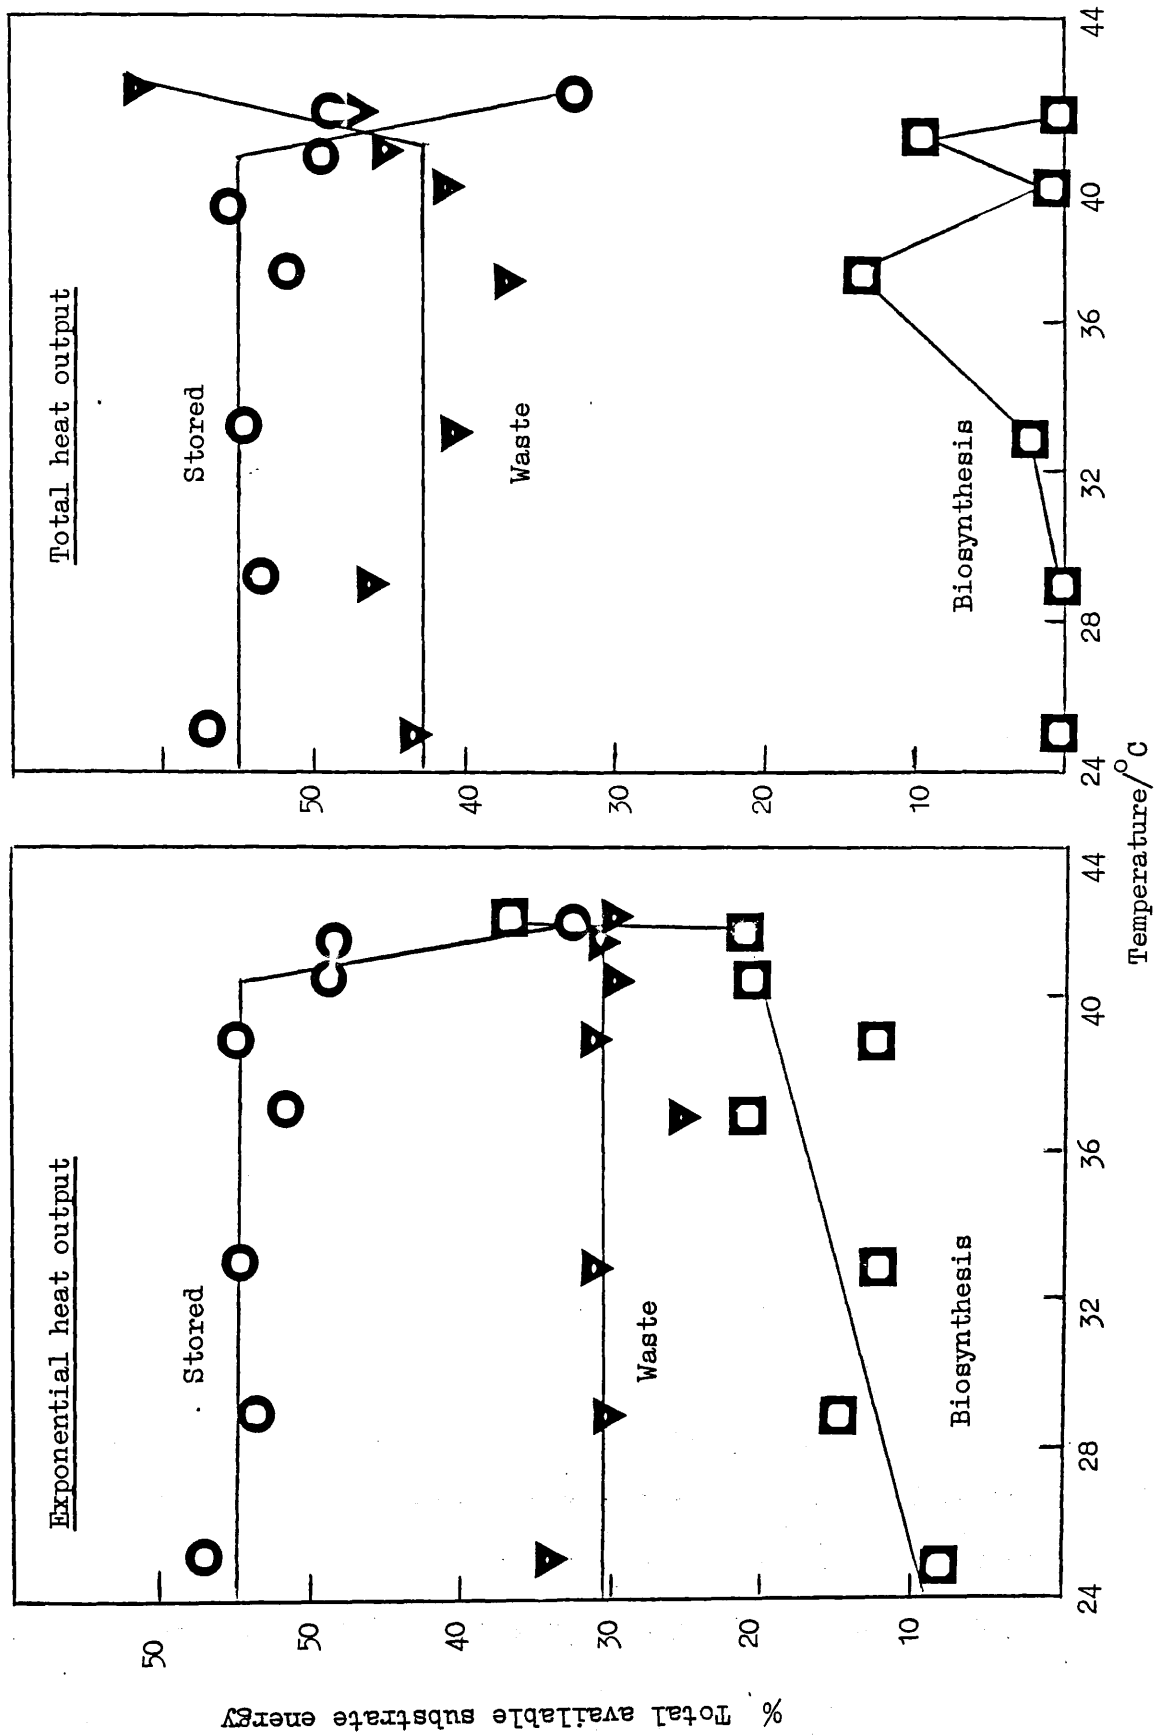 Exponential heat output
Total heat output
Stored
Waste
Biosynthesis
Stored
Waste
Biosynthesis
% Total available substrate energy
50
50
40
30
20
10
50
40
30
20
10
24
28
32
36
40
44
24
28
32
36
40
44
Temperature/°C